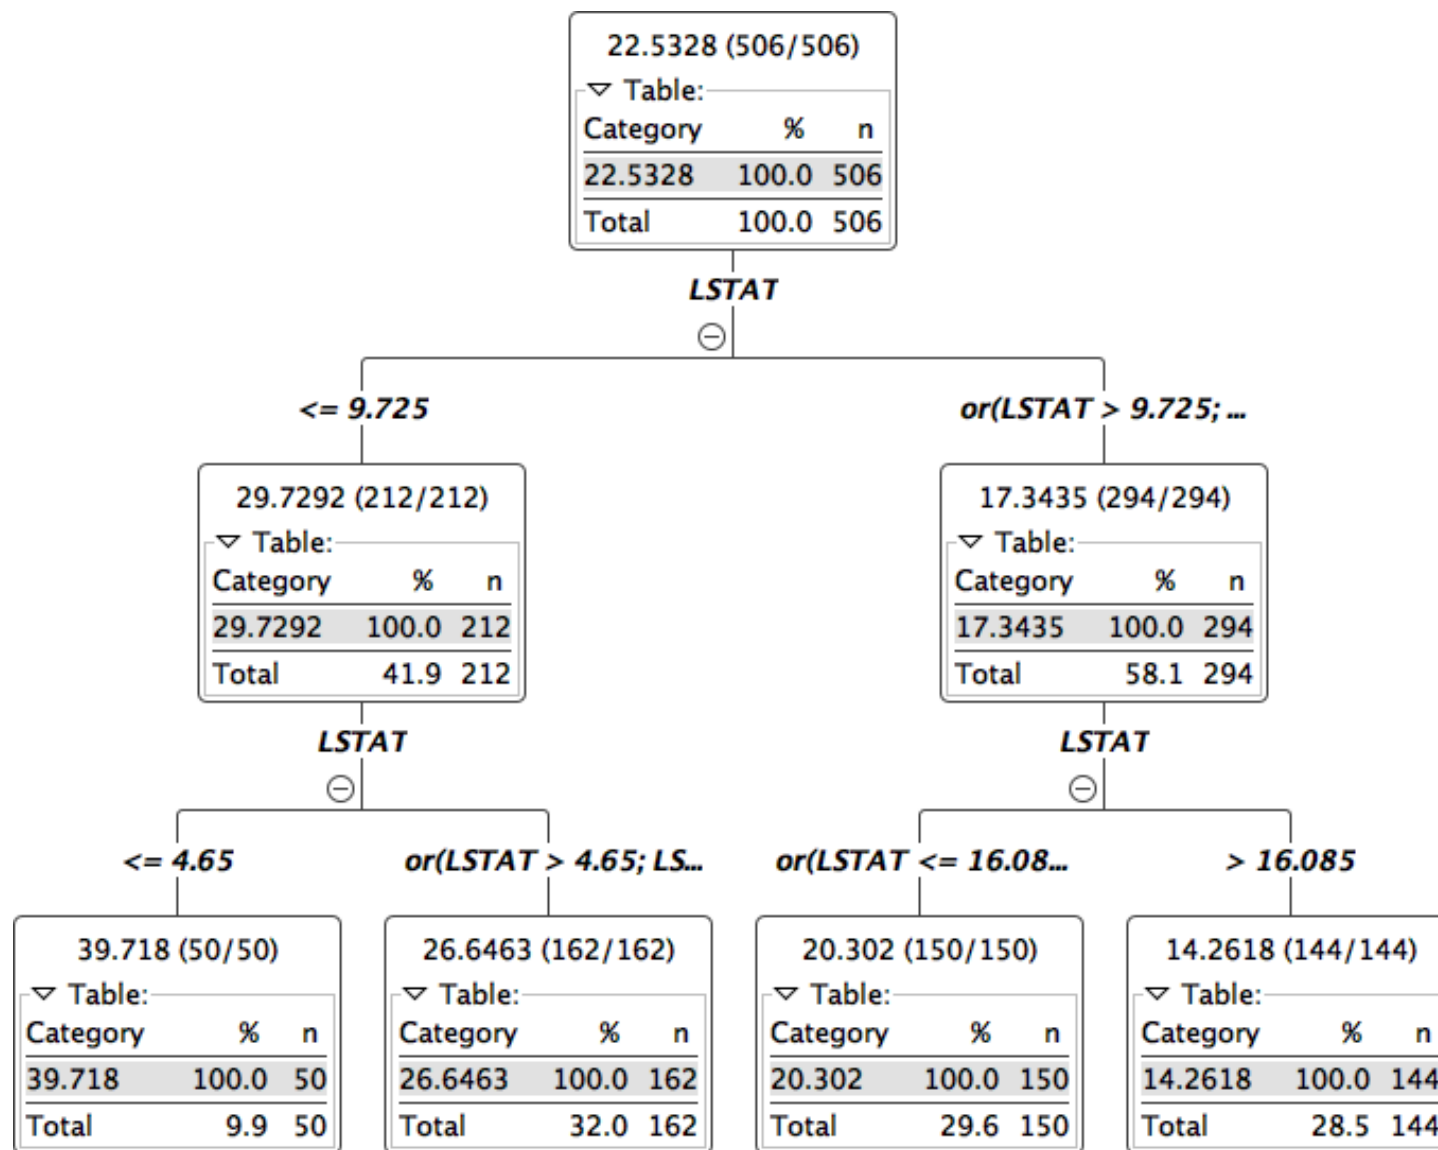 22.5328 (506/506)
Table:
Category % n
22.5328 100.0 506
Total 100.0 506
LSTAT
<= 9.725 or(LSTAT > 9.725; ...
29.7292 (212/212) 17.3435 (294/294)
Table: Table:
Category % n Category % n
29.7292 100.0 212 17.3435 100.0 294
Total 41.9 212 Total 58.1 294
LSTAT LSTAT
<= 4.65 or(LSTAT > 4.65; LS... or(LSTAT <= 16.08... > 16.085
39.718 (50/50) 26.6463 (162/162) 20.302 (150/150) 14.2618 (144/144)
Table: Table: Table: Table:
Category % n Category % n Category % n Category % n
39.718 100.0 50 26.6463 100.0 162 20.302 100.0 150 14.2618 100.0 144
Total 9.9 50 Total 32.0 162 Total 29.6 150 Total 28.5 144